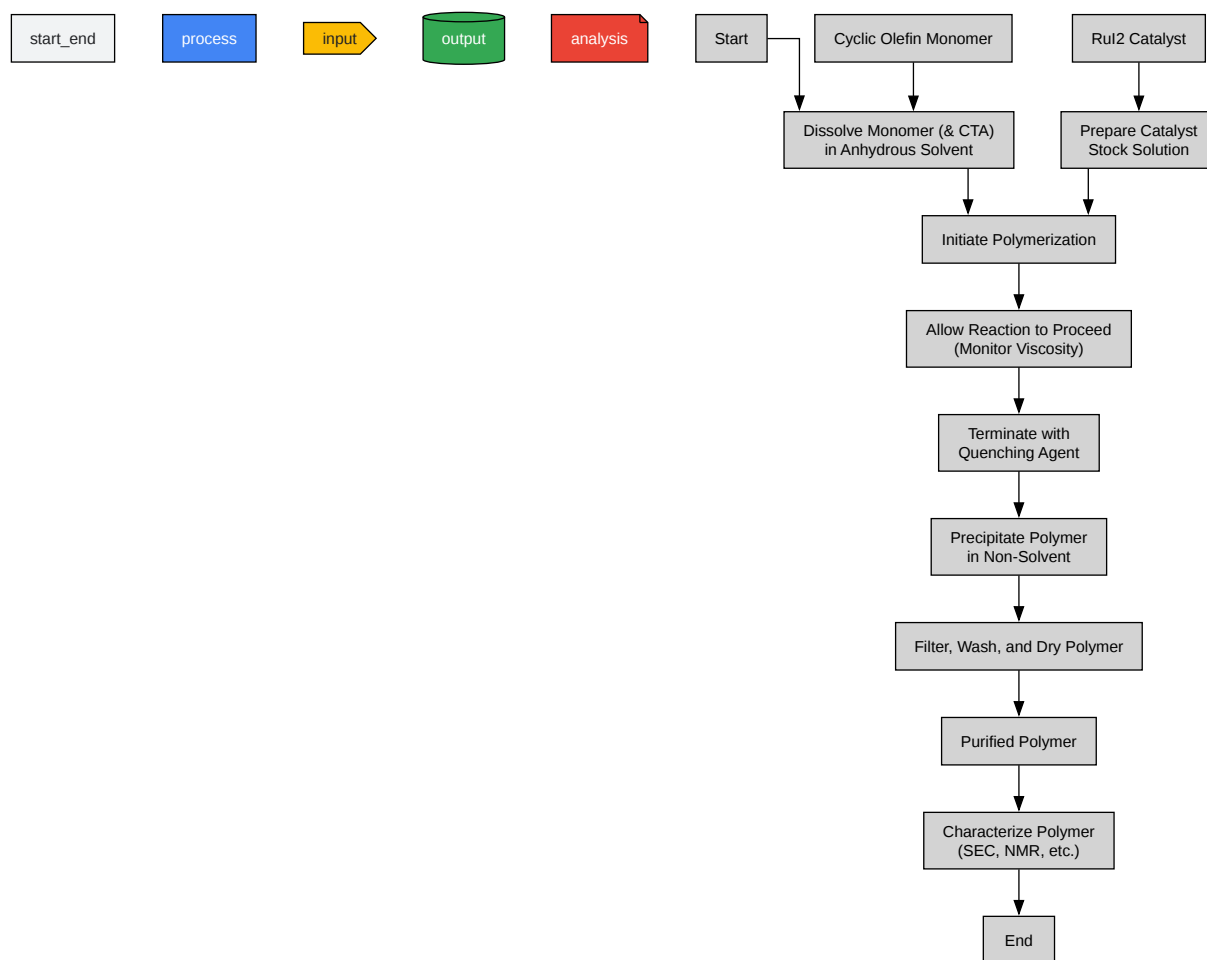 start_end
process
input
output
analysis
Start
Cyclic Olefin Monomer
RuI2 Catalyst
Dissolve Monomer (& CTA)
in Anhydrous Solvent
Prepare Catalyst
Stock Solution
Initiate Polymerization
Allow Reaction to Proceed
(Monitor Viscosity)
Terminate with
Quenching Agent
Precipitate Polymer
in Non-Solvent
Filter, Wash, and Dry Polymer
Purified Polymer
Characterize Polymer
(SEC, NMR, etc.)
End